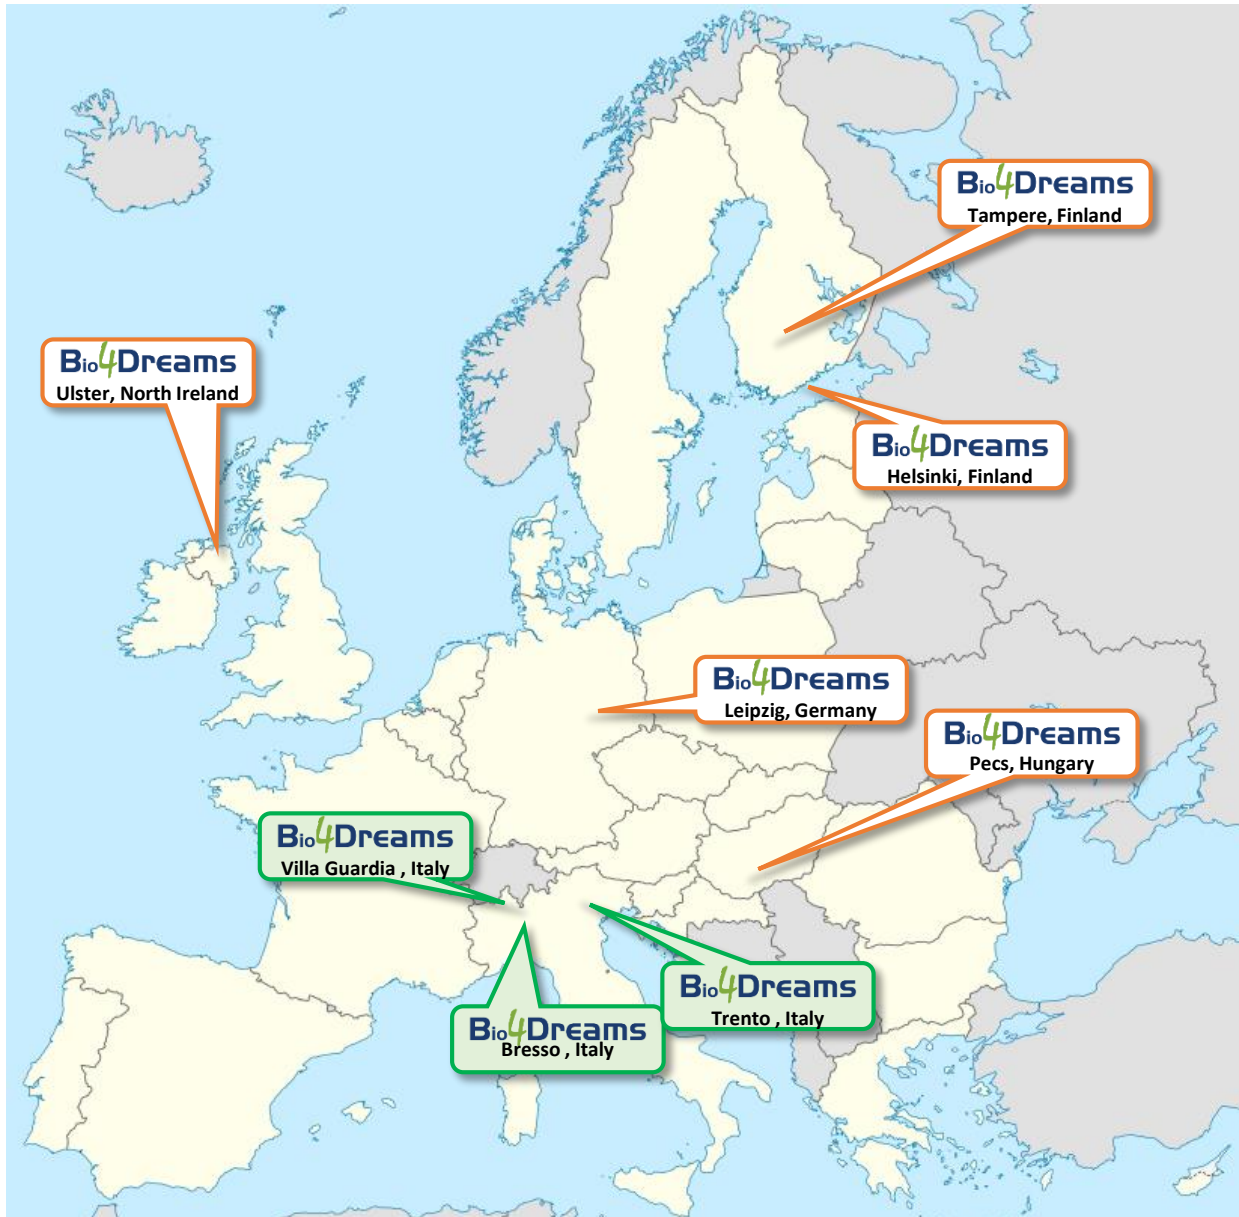 Bio4Dreams
Tampere, Finland
Bio4Dreams
Ulster, North Ireland
Bio4Dreams
Helsinki, Finland
Bio4Dreams
Leipzig, Germany
Bio4Dreams
Pecs, Hungary
Bio4Dreams
Villa Guardia , Italy
Bio4Dreams
Trento , Italy
Bio4Dreams
Bresso , Italy